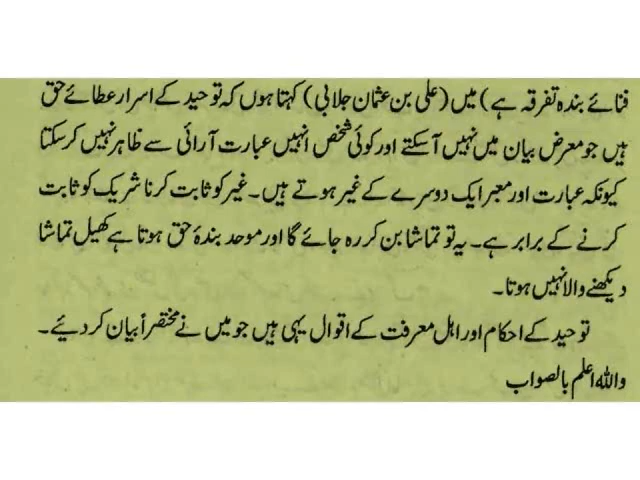 فنائے بندہ تفرقہ ہے) میں (علی بن عثمان جلابی) کہتا ہوں کہ توحید کے اسرار عطائے حق
ہیں جو معرض بیان میں نہیں آ سکتے اور کوئی شخص انہیں عبارت آرائی سے ظاہر نہیں کر سکتا
کیونکہ عبارت اور معبر ایک دوسرے کے غیر ہوتے ہیں۔ غیر کو ثابت کرنا شریک کو ثابت
کرنے کے برابر ہے۔ یہ تو تماشا بن کر رہ جائے گا اور موحد بندۂ حق ہوتا ہے کھیل تماشا
دیکھنے والا نہیں ہوتا۔
توحید کے احکام اور اہل معرفت کے اقوال یہی ہیں جو میں نے مختصراً بیان کر دیئے۔
واللہ اعلم بالصواب